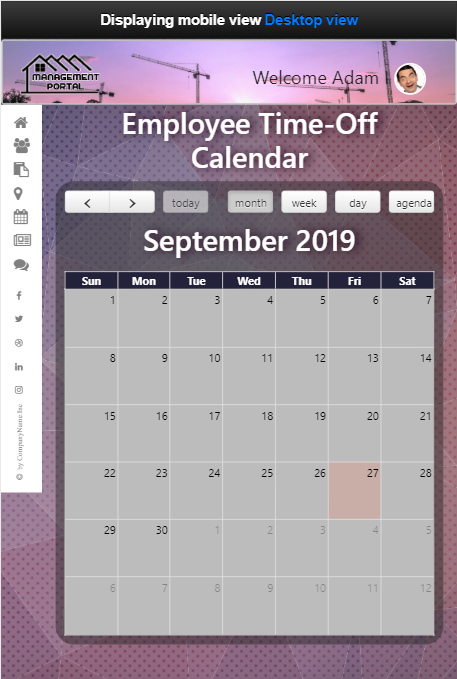 Displaying mobile view Desktop view
MANAGEMENT
PORTAL
Welcome Adam
Employee Time-Off
Calendar
today month week day agenda
September 2019
Sun Mon Tue Wed Thu Fri Sat
1 2 3 4 5 6 7
8 9 10 11 12 13 14
15 16 17 18 19 20 21
22 23 24 25 26 27 28
29 30 1 2 3 4 5
6 7 8 9 10 11 12
© by CompanyName.Inc